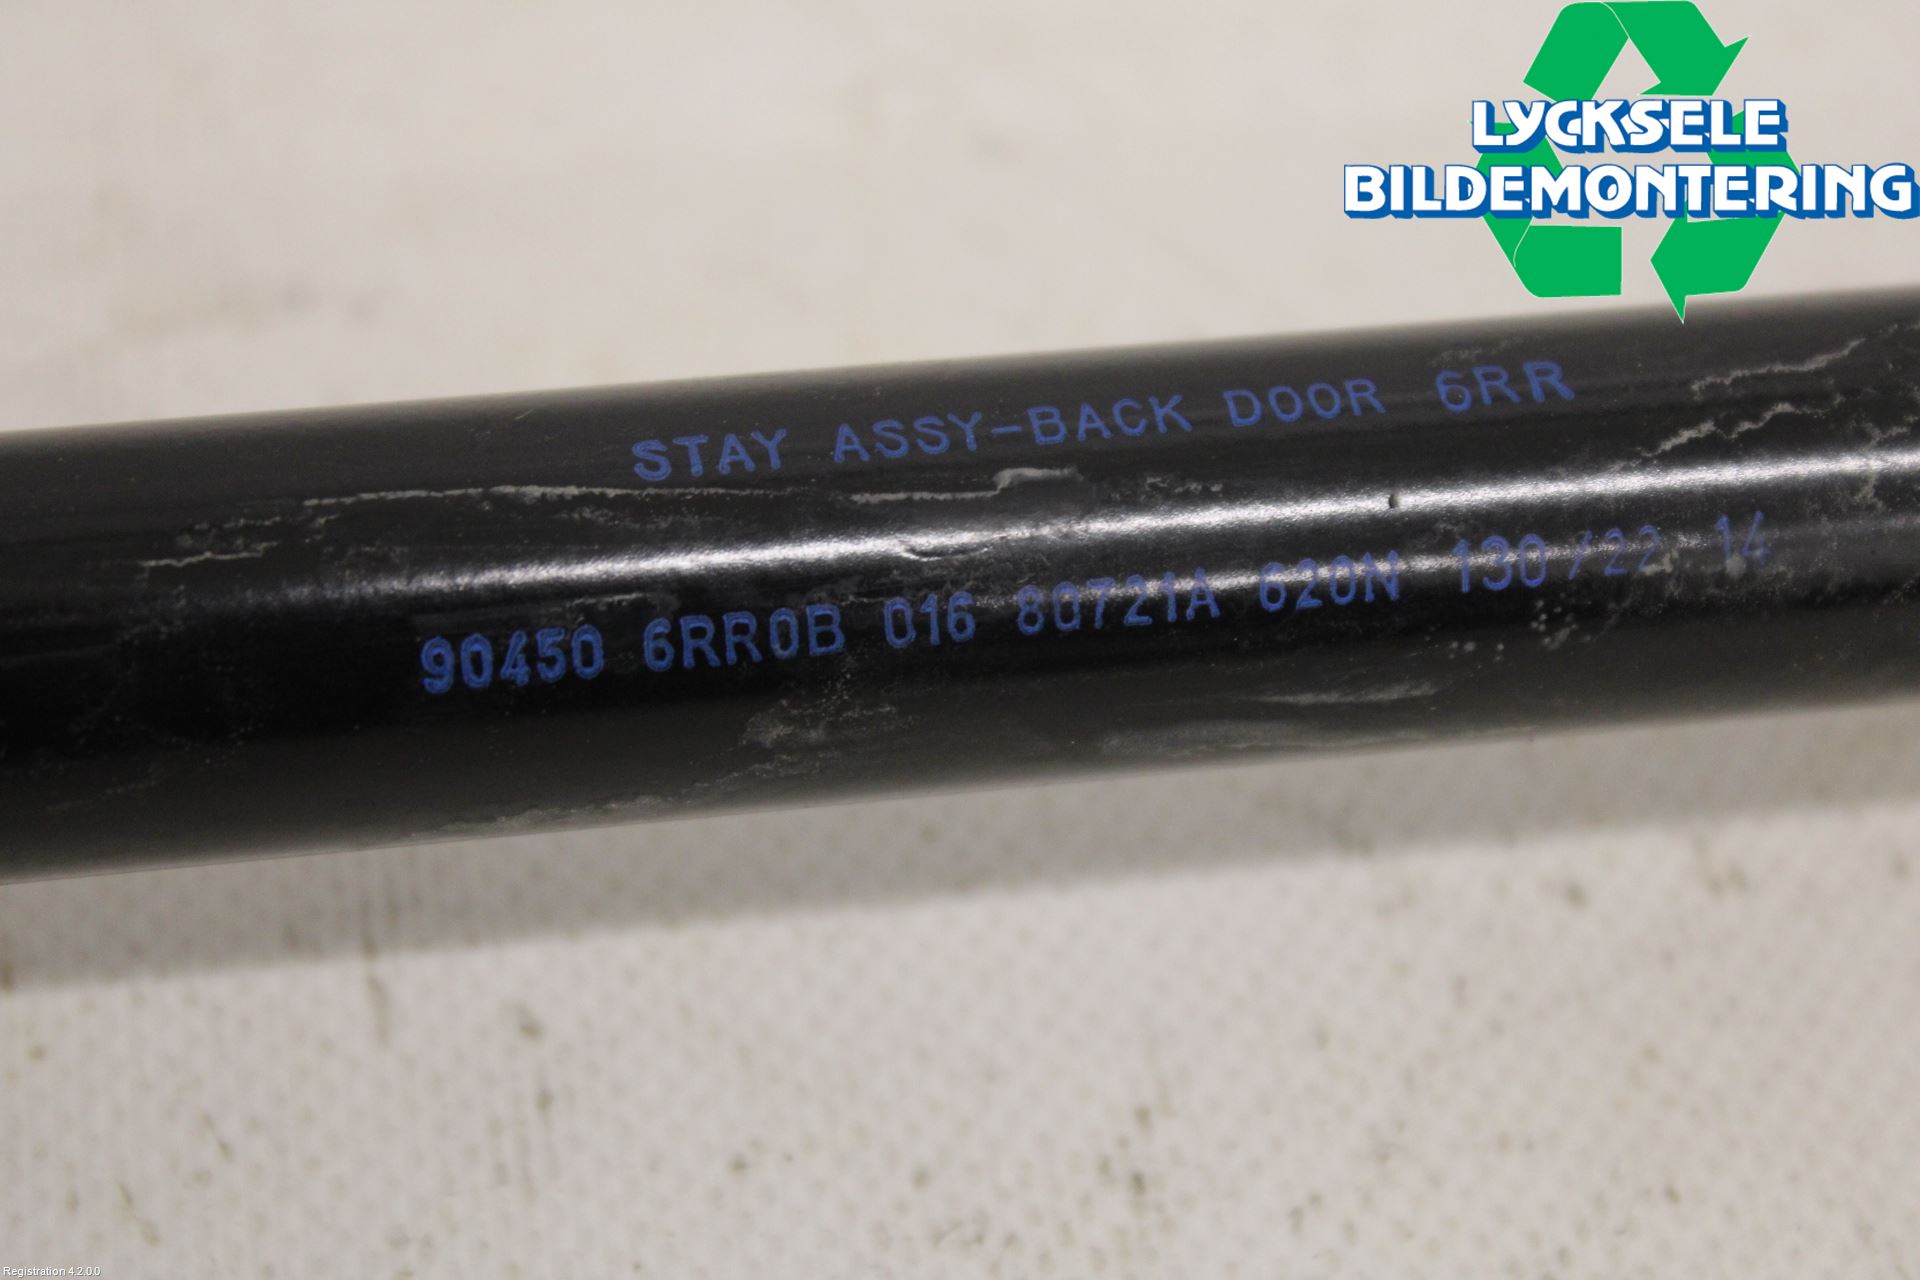 LYCKSELE
BILDEMONTERING
STAY ASSY-BACK DOOR 6RR
90450 6RR0B 016 80721A 620N 130/22 14
Registration 4.2.0.0